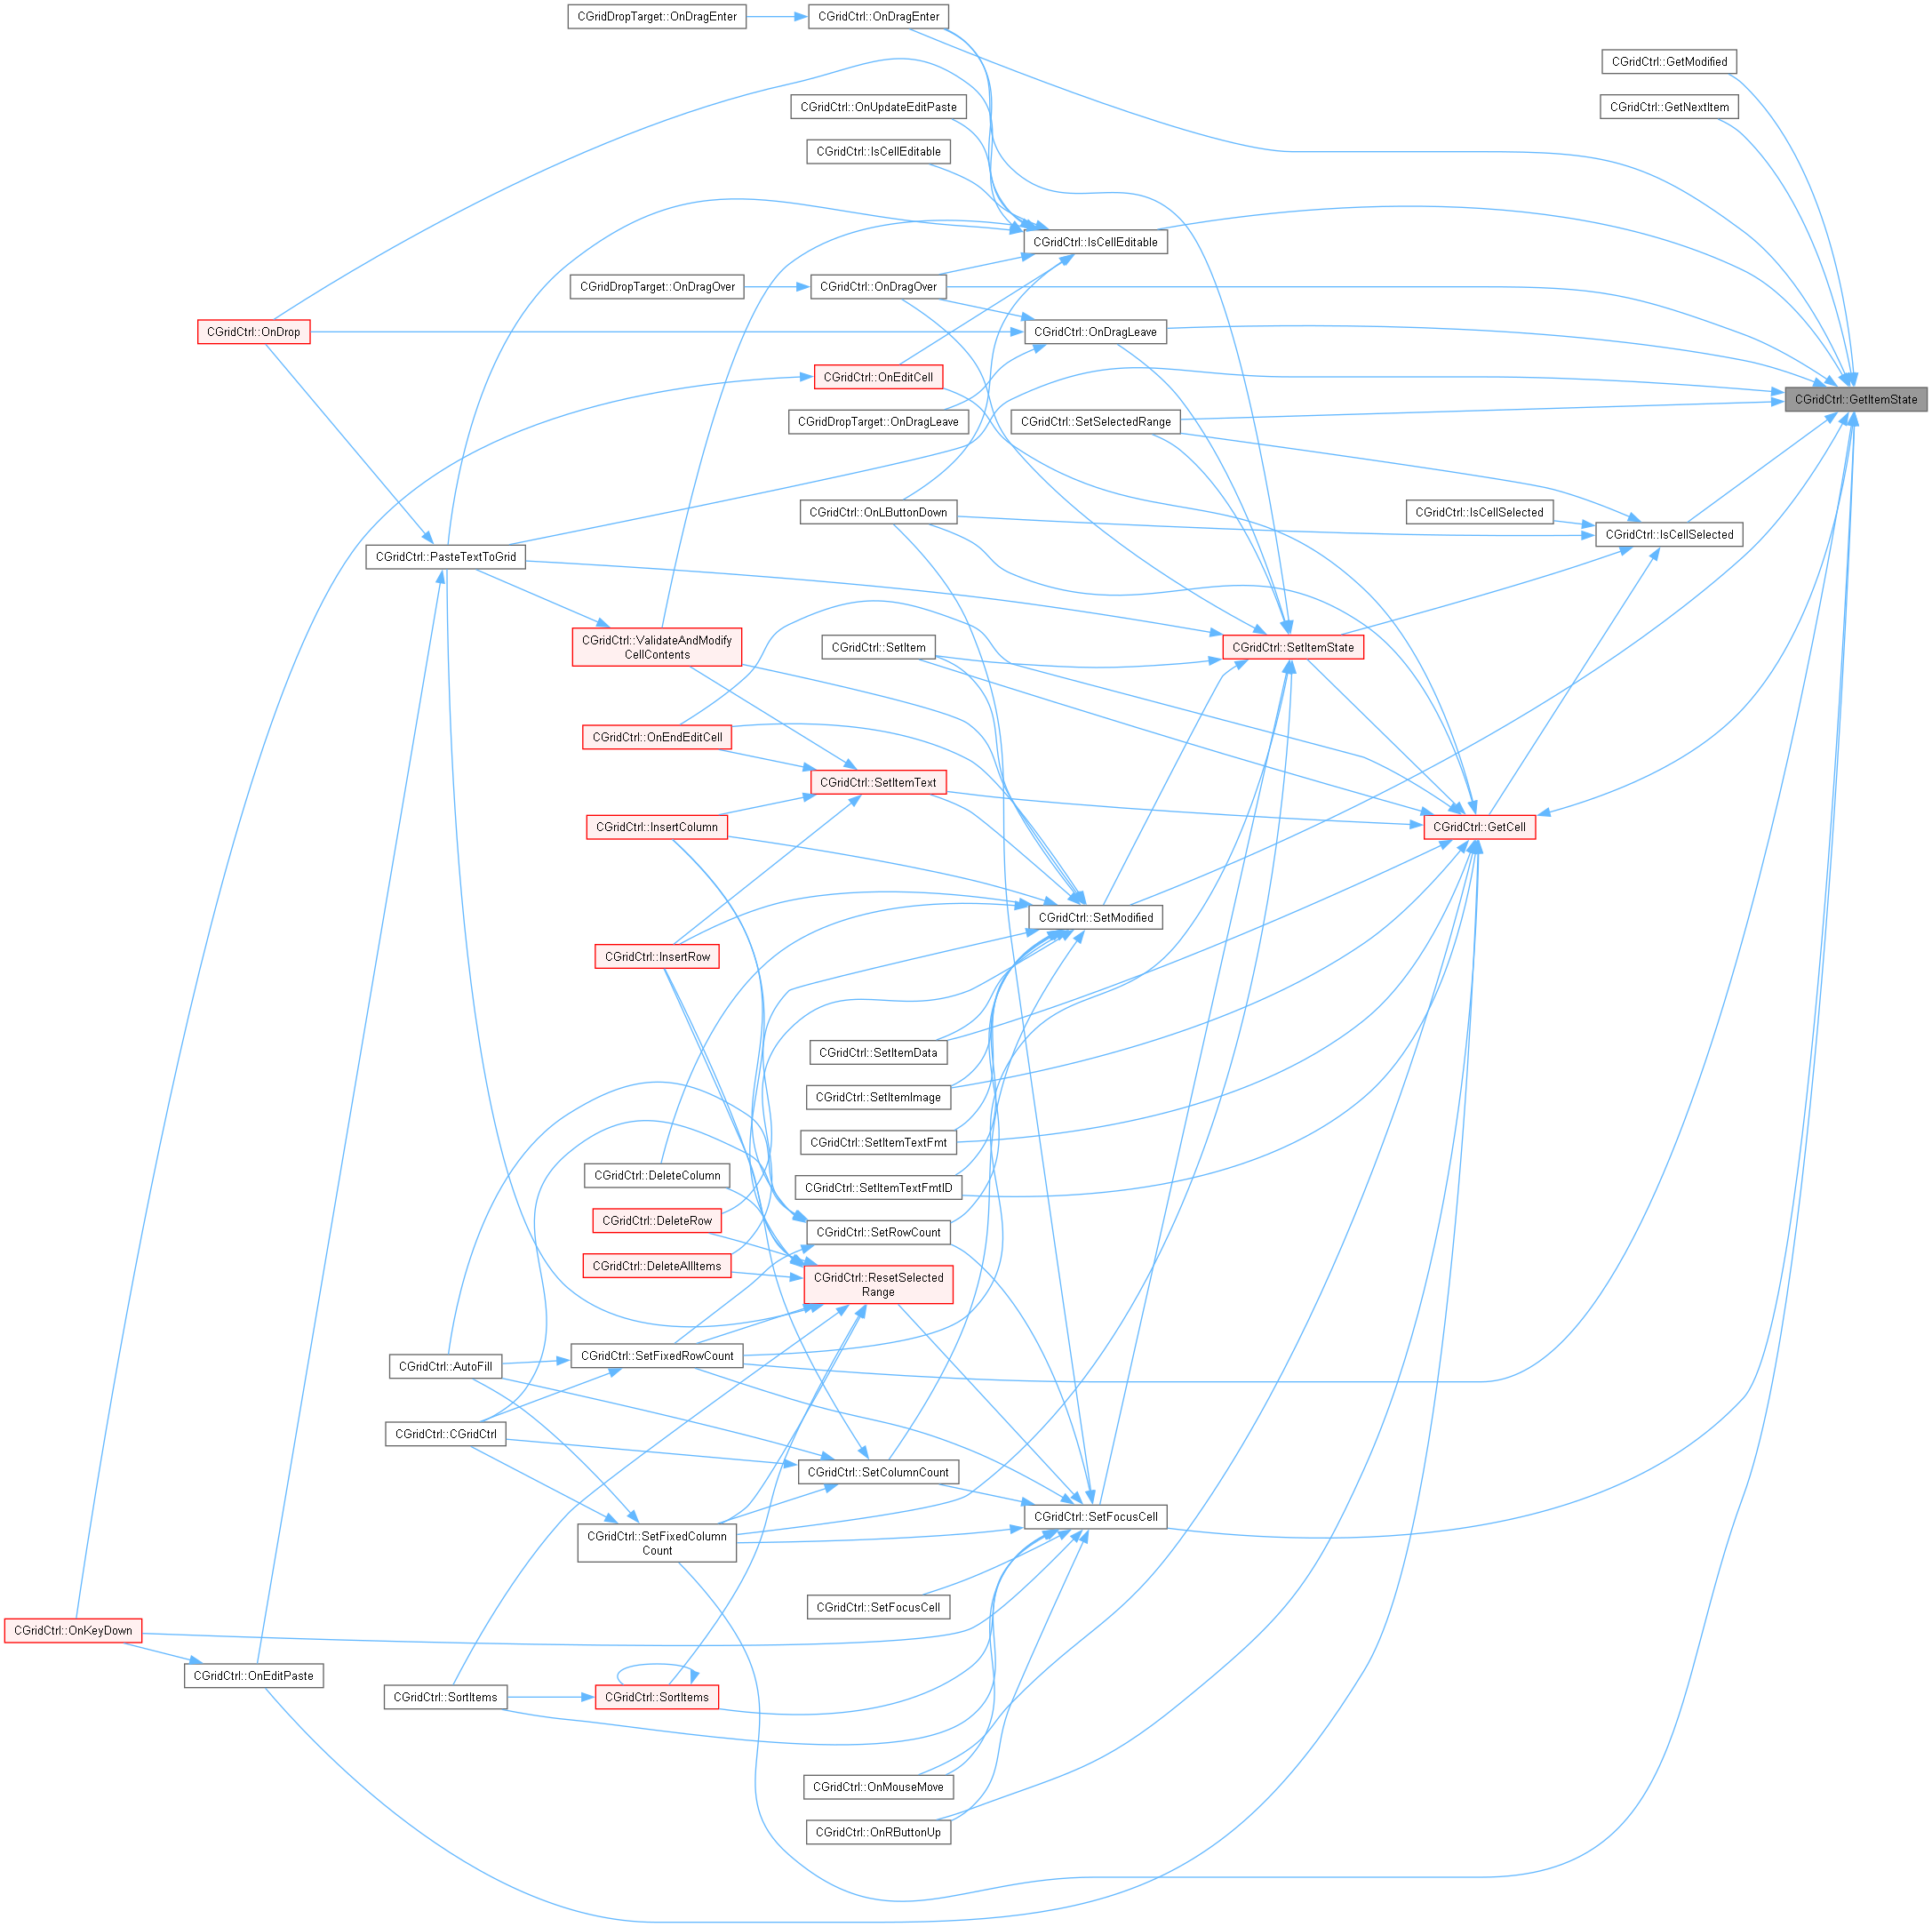 CGridDropTarget::OnDragEnter
CGridCtrl::OnDragEnter
CGridCtrl::GetModified
CGridCtrl::GetNextItem
CGridCtrl::OnUpdateEditPaste
CGridCtrl::IsCellEditable
CGridCtrl::IsCellEditable
CGridDropTarget::OnDragOver
CGridCtrl::OnDragOver
CGridCtrl::OnDrop
CGridCtrl::OnDragLeave
CGridCtrl::OnEditCell
CGridCtrl::GetItemState
CGridDropTarget::OnDragLeave
CGridCtrl::SetSelectedRange
CGridCtrl::OnLButtonDown
CGridCtrl::IsCellSelected
CGridCtrl::IsCellSelected
CGridCtrl::PasteTextToGrid
CGridCtrl::ValidateAndModify
CellContents
CGridCtrl::SetItem
CGridCtrl::SetItemState
CGridCtrl::OnEndEditCell
CGridCtrl::SetItemText
CGridCtrl::InsertColumn
CGridCtrl::GetCell
CGridCtrl::SetModified
CGridCtrl::InsertRow
CGridCtrl::SetItemData
CGridCtrl::SetItemImage
CGridCtrl::SetItemTextFmt
CGridCtrl::DeleteColumn
CGridCtrl::SetItemTextFmtID
CGridCtrl::DeleteRow
CGridCtrl::SetRowCount
CGridCtrl::DeleteAllItems
CGridCtrl::ResetSelected
Range
CGridCtrl::SetFixedRowCount
CGridCtrl::AutoFill
CGridCtrl::CGridCtrl
CGridCtrl::SetColumnCount
CGridCtrl::SetFocusCell
CGridCtrl::SetFixedColumn
Count
CGridCtrl::SetFocusCell
CGridCtrl::OnKeyDown
CGridCtrl::OnEditPaste
CGridCtrl::SortItems
CGridCtrl::SortItems
CGridCtrl::OnMouseMove
CGridCtrl::OnRButtonUp